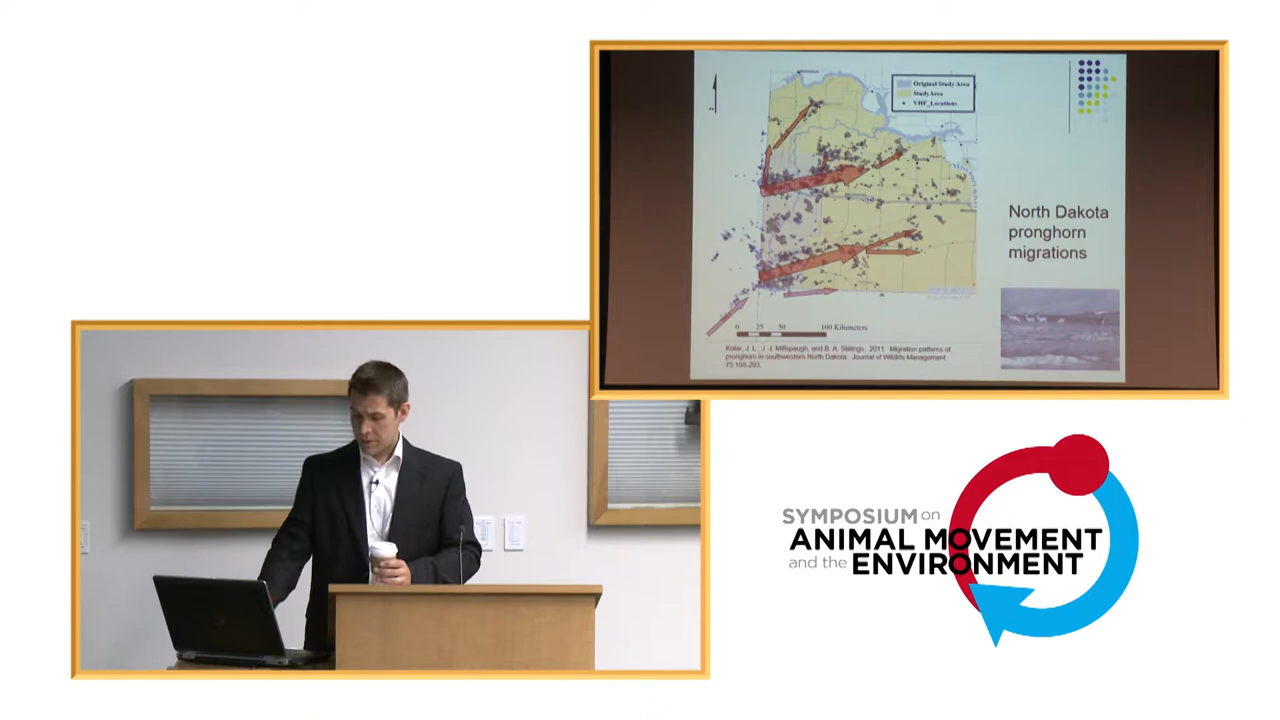 Original Study Area
Study Area
VHF_Locations
North Dakota
pronghorn
migrations
0 25 50 100 Kilometers
Kolar, J. L., J. J. Millspaugh, and B. A. Stillings. 2011. Migration patterns of
pronghorn in southwestern North Dakota. Journal of Wildlife Management
75:198-203.
SYMPOSIUM on
ANIMAL MOVEMENT
and the ENVIRONMENT